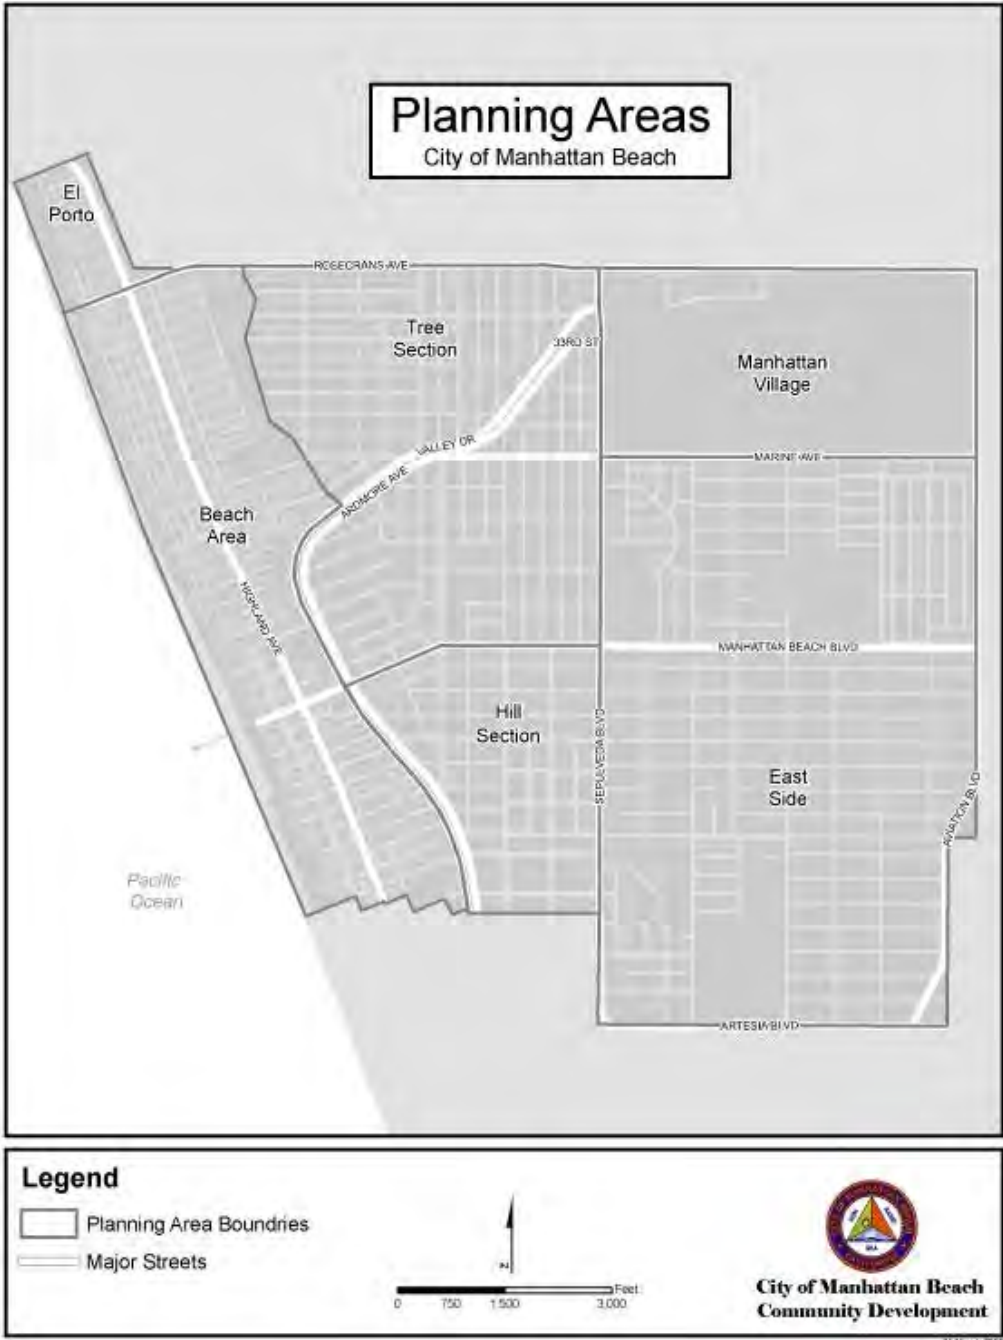 Planning Areas
City of Manhattan Beach
El
Porto
ROSECRANS AVE
Tree
Section
33RD ST
Manhattan
Village
VALLEY DR
MARINE AVE
ARDMORE AVE
Beach
Area
HIGHLAND AVE
MANHATTAN BEACH BLVD
Hill
Section
SEPULVEDA BLVD
East
Side
AVIATION BLVD
Pacific
Ocean
ARTESIA BLVD
Legend
Planning Area Boundries
Major Streets
N
Feet
0 750 1,500 3,000
SUN
SAND
SEA
City of Manhattan Beach
Community Development